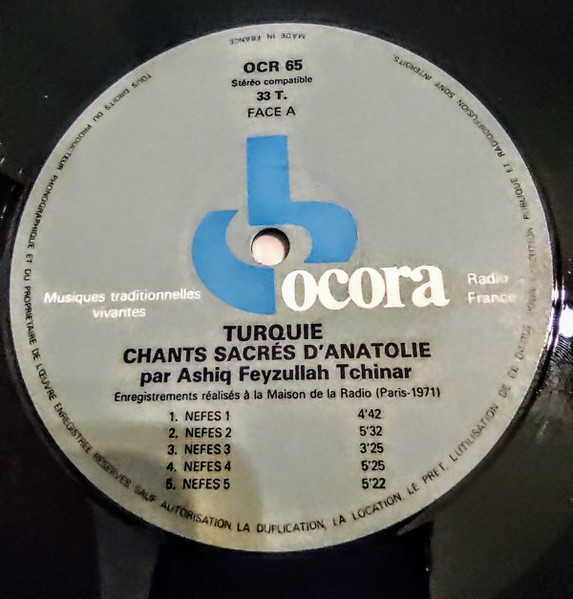 MADE IN FRANCE
OCR 65
Stéréo compatible
33 T.
FACE A
ocora
Radio
France
Musiques traditionnelles
vivantes
TURQUIE
CHANTS SACRÉS D'ANATOLIE
par Ashiq Feyzullah Tchinar
Enregistrements réalisés à la Maison de la Radio (Paris-1971)
1. NEFES 1 4'42
2. NEFES 2 5'32
3. NEFES 3 3'25
4. NEFES 4 5'25
5. NEFES 5 5'22
TOUS DROITS DU PRODUCTEUR PHONOGRAPHIQUE ET DU PROPRIETAIRE DE L'ŒUVRE ENREGISTREE RESERVES. SAUF AUTORISATION, LA DUPLICATION, LA LOCATION, LE PRET, L'UTILISATION DE CE DISQUE PUBLIQUE ET RADIODIFFUSION SONT INTERDITS.